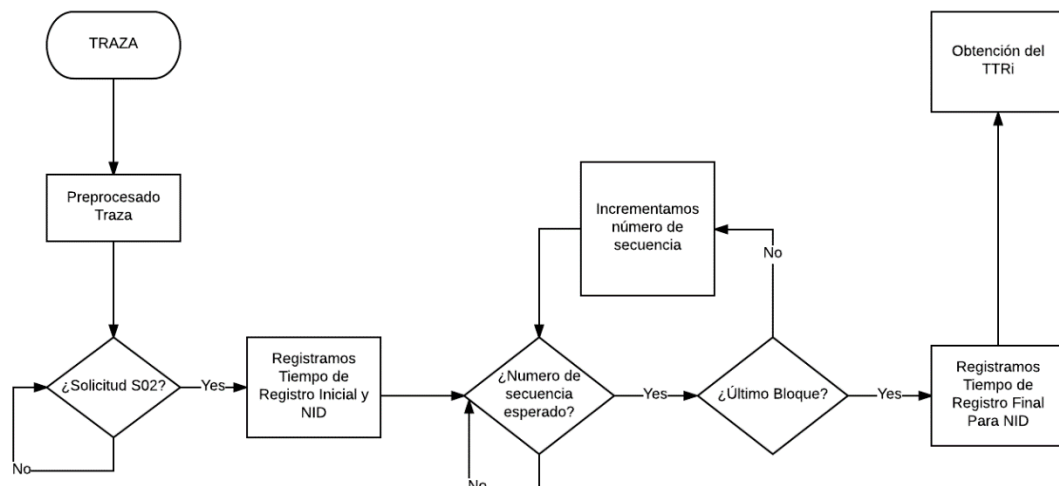 TRAZA
Preprocesado
Traza
¿Solicitud S02?
No
Yes
Registramos
Tiempo de
Registro Inicial y
NID
¿Numero de
secuencia
esperado?
No
Yes
Incrementamos
número de
secuencia
No
¿Último Bloque?
Yes
Registramos
Tiempo de
Registro Final
Para NID
Obtención del
TTRi